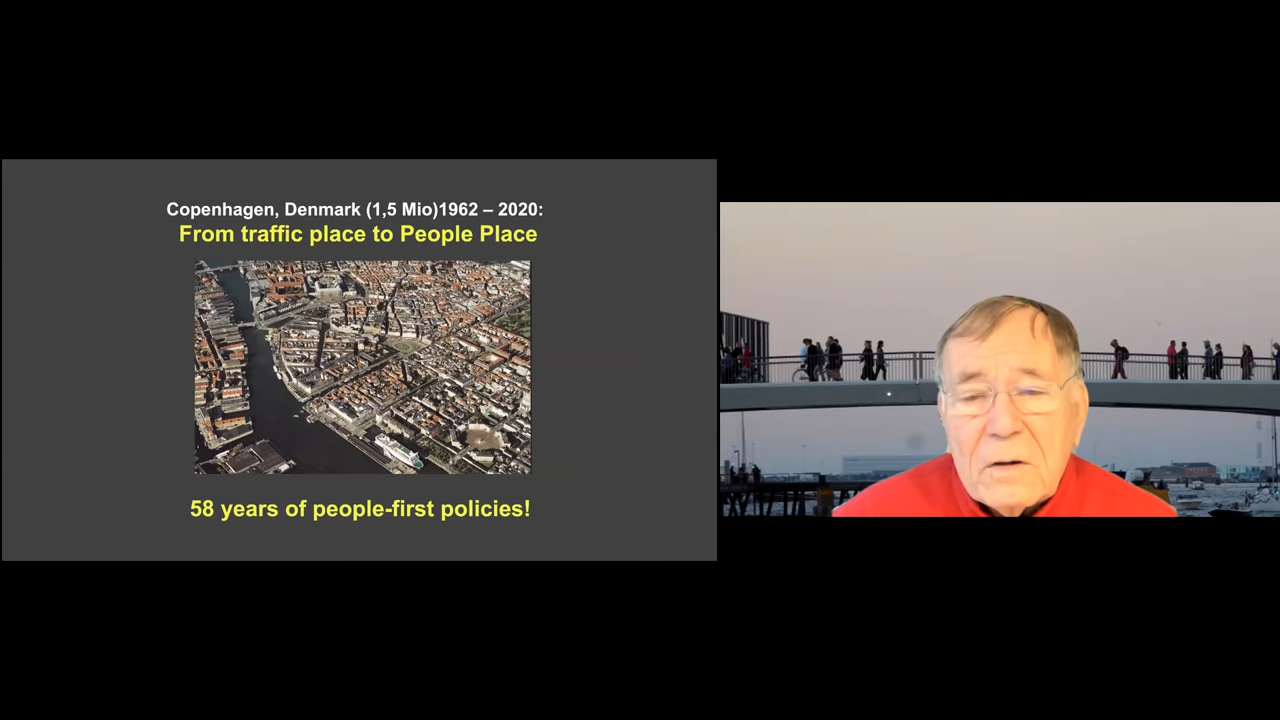 Copenhagen, Denmark (1,5 Mio)1962 – 2020:
From traffic place to People Place
58 years of people-first policies!